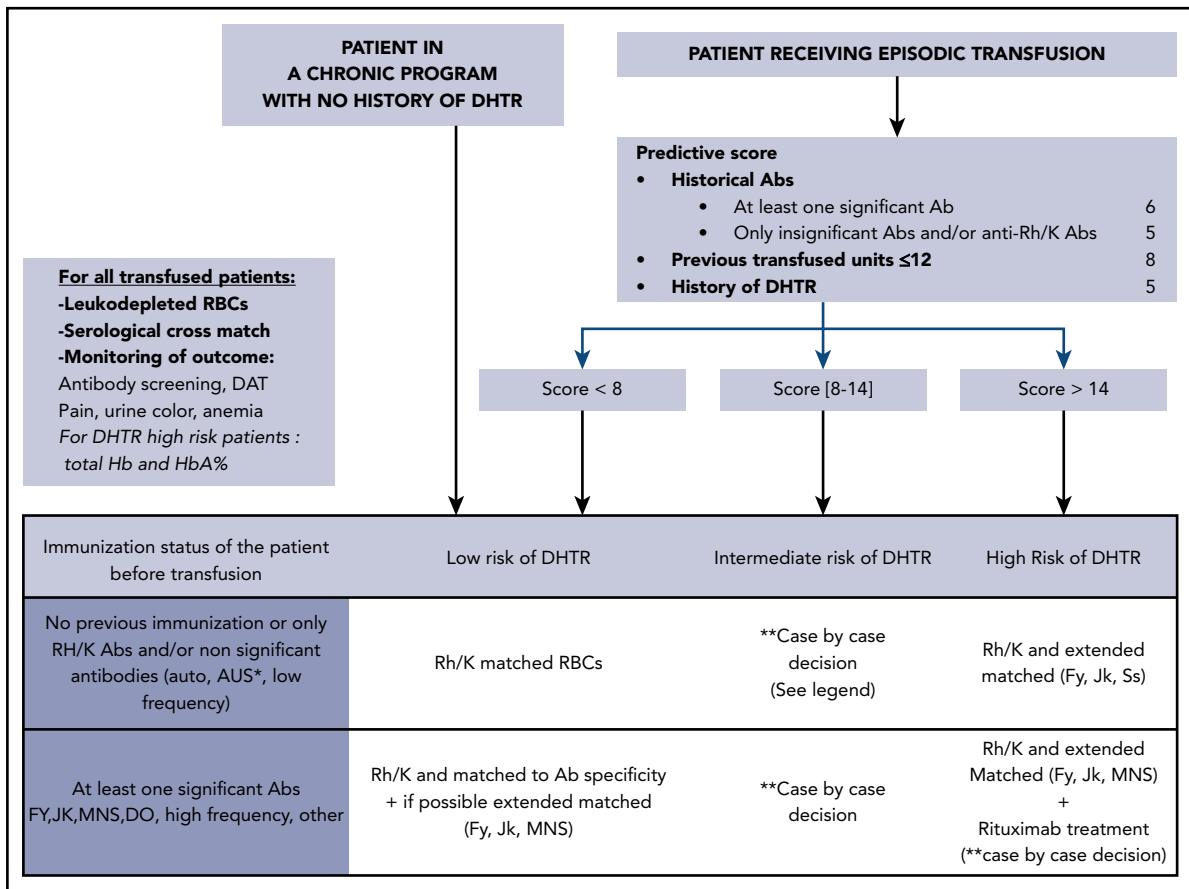 PATIENT IN
A CHRONIC PROGRAM
WITH NO HISTORY OF DHTR
PATIENT RECEIVING EPISODIC TRANSFUSION
Predictive score
• Historical Abs
• At least one significant Ab 6
• Only insignificant Abs and/or anti-Rh/K Abs 5
• Previous transfused units ≤12 8
• History of DHTR 5
For all transfused patients:
-Leukodepleted RBCs
-Serological cross match
-Monitoring of outcome:
Antibody screening, DAT
Pain, urine color, anemia
For DHTR high risk patients :
total Hb and HbA%
Score < 8
Score [8-14]
Score > 14
Immunization status of the patient
before transfusion
Low risk of DHTR
Intermediate risk of DHTR
High Risk of DHTR
No previous immunization or only
RH/K Abs and/or non significant
antibodies (auto, AUS*, low
frequency)
Rh/K matched RBCs
**Case by case
decision
(See legend)
Rh/K and extended
matched (Fy, Jk, Ss)
At least one significant Abs
FY,JK,MNS,DO, high frequency, other
Rh/K and matched to Ab specificity
+ if possible extended matched
(Fy, Jk, MNS)
**Case by case
decision
Rh/K and extended
Matched (Fy, Jk, MNS)
+
Rituximab treatment
(**case by case decision)